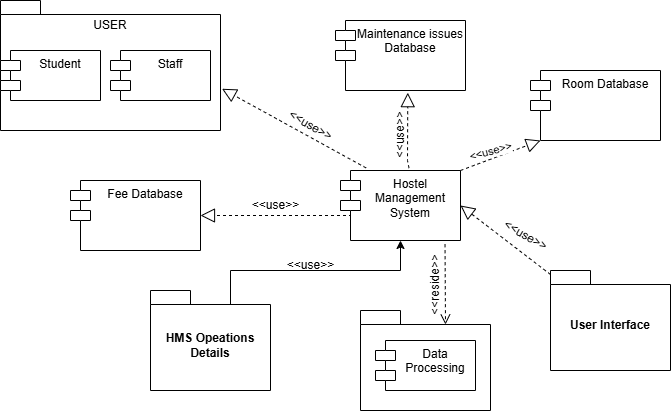 USER
Student
Staff
Maintenance issues
Database
Room Database
<<use>>
<<use>>
<<use>>
Fee Database
<<use>>
Hostel
Management
System
<<use>>
<<use>>
<<reside>>
HMS Opeations
Details
User Interface
Data
Processing